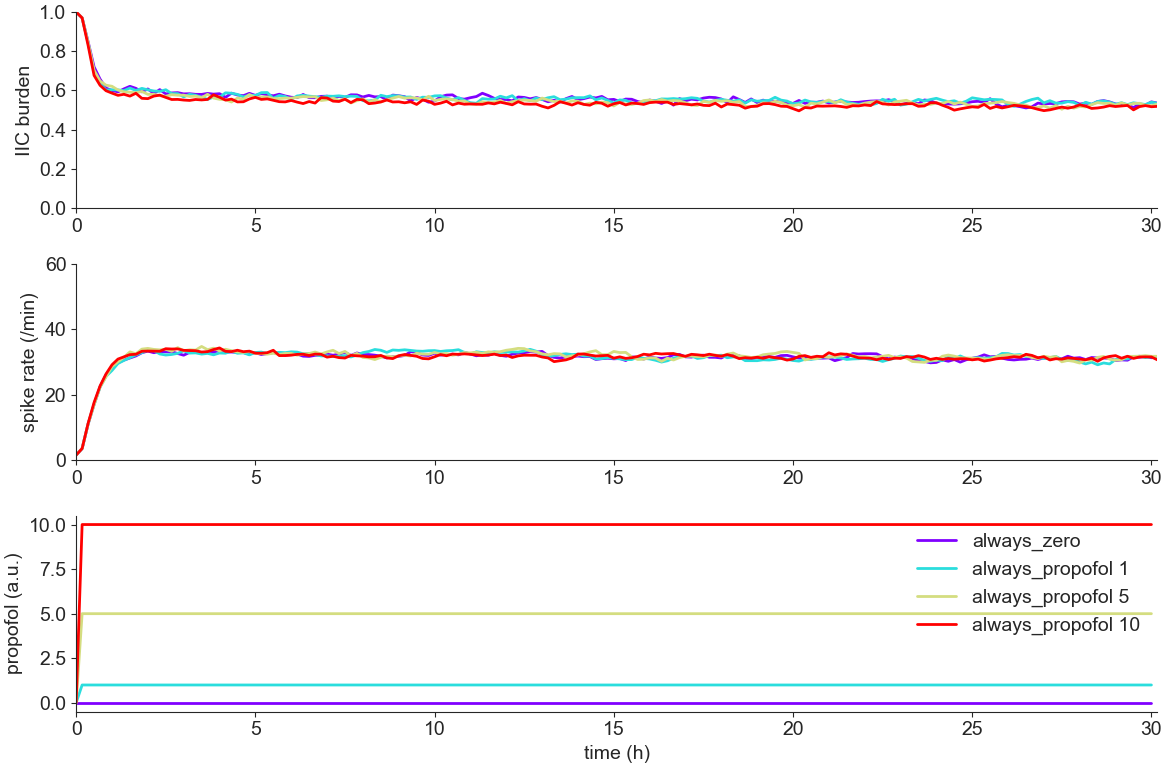 1.0
0.8
0.6
0.4
0.2
0.0
IIC burden
0 5 10 15 20 25 30
60
40
20
0
spike rate (/min)
0 5 10 15 20 25 30
10.0
7.5
5.0
2.5
0.0
propofol (a.u.)
always_zero
always_propofol 1
always_propofol 5
always_propofol 10
0 5 10 15 20 25 30
time (h)